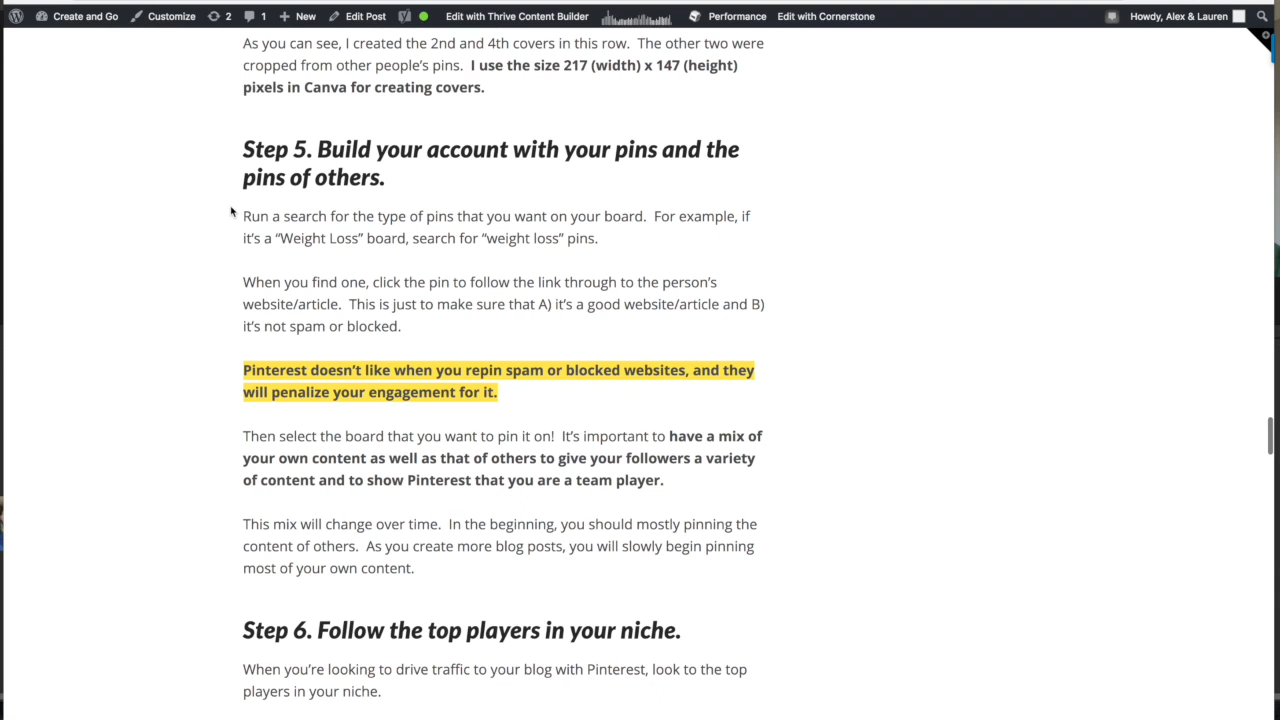 Create and Go Customize 2 1 New Edit Post Edit with Thrive Content Builder Performance Edit with Cornerstone Howdy, Alex & Lauren
As you can see, I created the 2nd and 4th covers in this row.  The other two were
cropped from other people’s pins.  I use the size 217 (width) x 147 (height)
pixels in Canva for creating covers.
Step 5. Build your account with your pins and the
pins of others.
Run a search for the type of pins that you want on your board.  For example, if
it’s a “Weight Loss” board, search for “weight loss” pins.
When you find one, click the pin to follow the link through to the person’s
website/article.  This is just to make sure that A) it’s a good website/article and B)
it’s not spam or blocked.
Pinterest doesn’t like when you repin spam or blocked websites, and they
will penalize your engagement for it.
Then select the board that you want to pin it on!  It’s important to have a mix of
your own content as well as that of others to give your followers a variety
of content and to show Pinterest that you are a team player.
This mix will change over time.  In the beginning, you should mostly pinning the
content of others.  As you create more blog posts, you will slowly begin pinning
most of your own content.
Step 6. Follow the top players in your niche.
When you’re looking to drive traffic to your blog with Pinterest, look to the top
players in your niche.